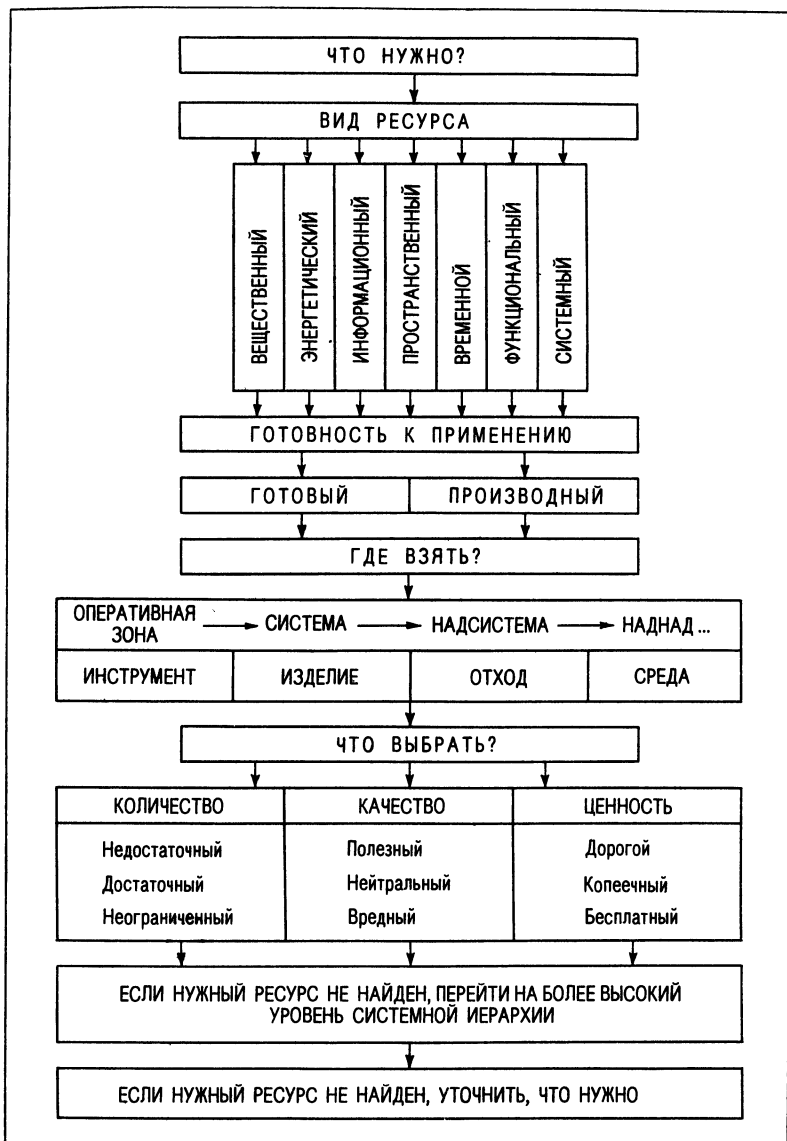 ЧТО НУЖНО?
ВИД РЕСУРСА
ВЕЩЕСТВЕННЫЙ
ЭНЕРГЕТИЧЕСКИЙ
ИНФОРМАЦИОННЫЙ
ПРОСТРАНСТВЕННЫЙ
ВРЕМЕННОЙ
ФУНКЦИОНАЛЬНЫЙ
СИСТЕМНЫЙ
ГОТОВНОСТЬ К ПРИМЕНЕНИЮ
ГОТОВЫЙ ПРОИЗВОДНЫЙ
ГДЕ ВЗЯТЬ?
ОПЕРАТИВНАЯ
ЗОНА СИСТЕМА НАДСИСТЕМА НАДНАД ...
ИНСТРУМЕНТ ИЗДЕЛИЕ ОТХОД СРЕДА
ЧТО ВЫБРАТЬ?
КОЛИЧЕСТВО КАЧЕСТВО ЦЕННОСТЬ
Недостаточный Полезный Дорогой
Достаточный Нейтральный Копеечный
Неограниченный Вредный Бесплатный
ЕСЛИ НУЖНЫЙ РЕСУРС НЕ НАЙДЕН, ПЕРЕЙТИ НА БОЛЕЕ ВЫСОКИЙ
УРОВЕНЬ СИСТЕМНОЙ ИЕРАРХИИ
ЕСЛИ НУЖНЫЙ РЕСУРС НЕ НАЙДЕН, УТОЧНИТЬ, ЧТО НУЖНО